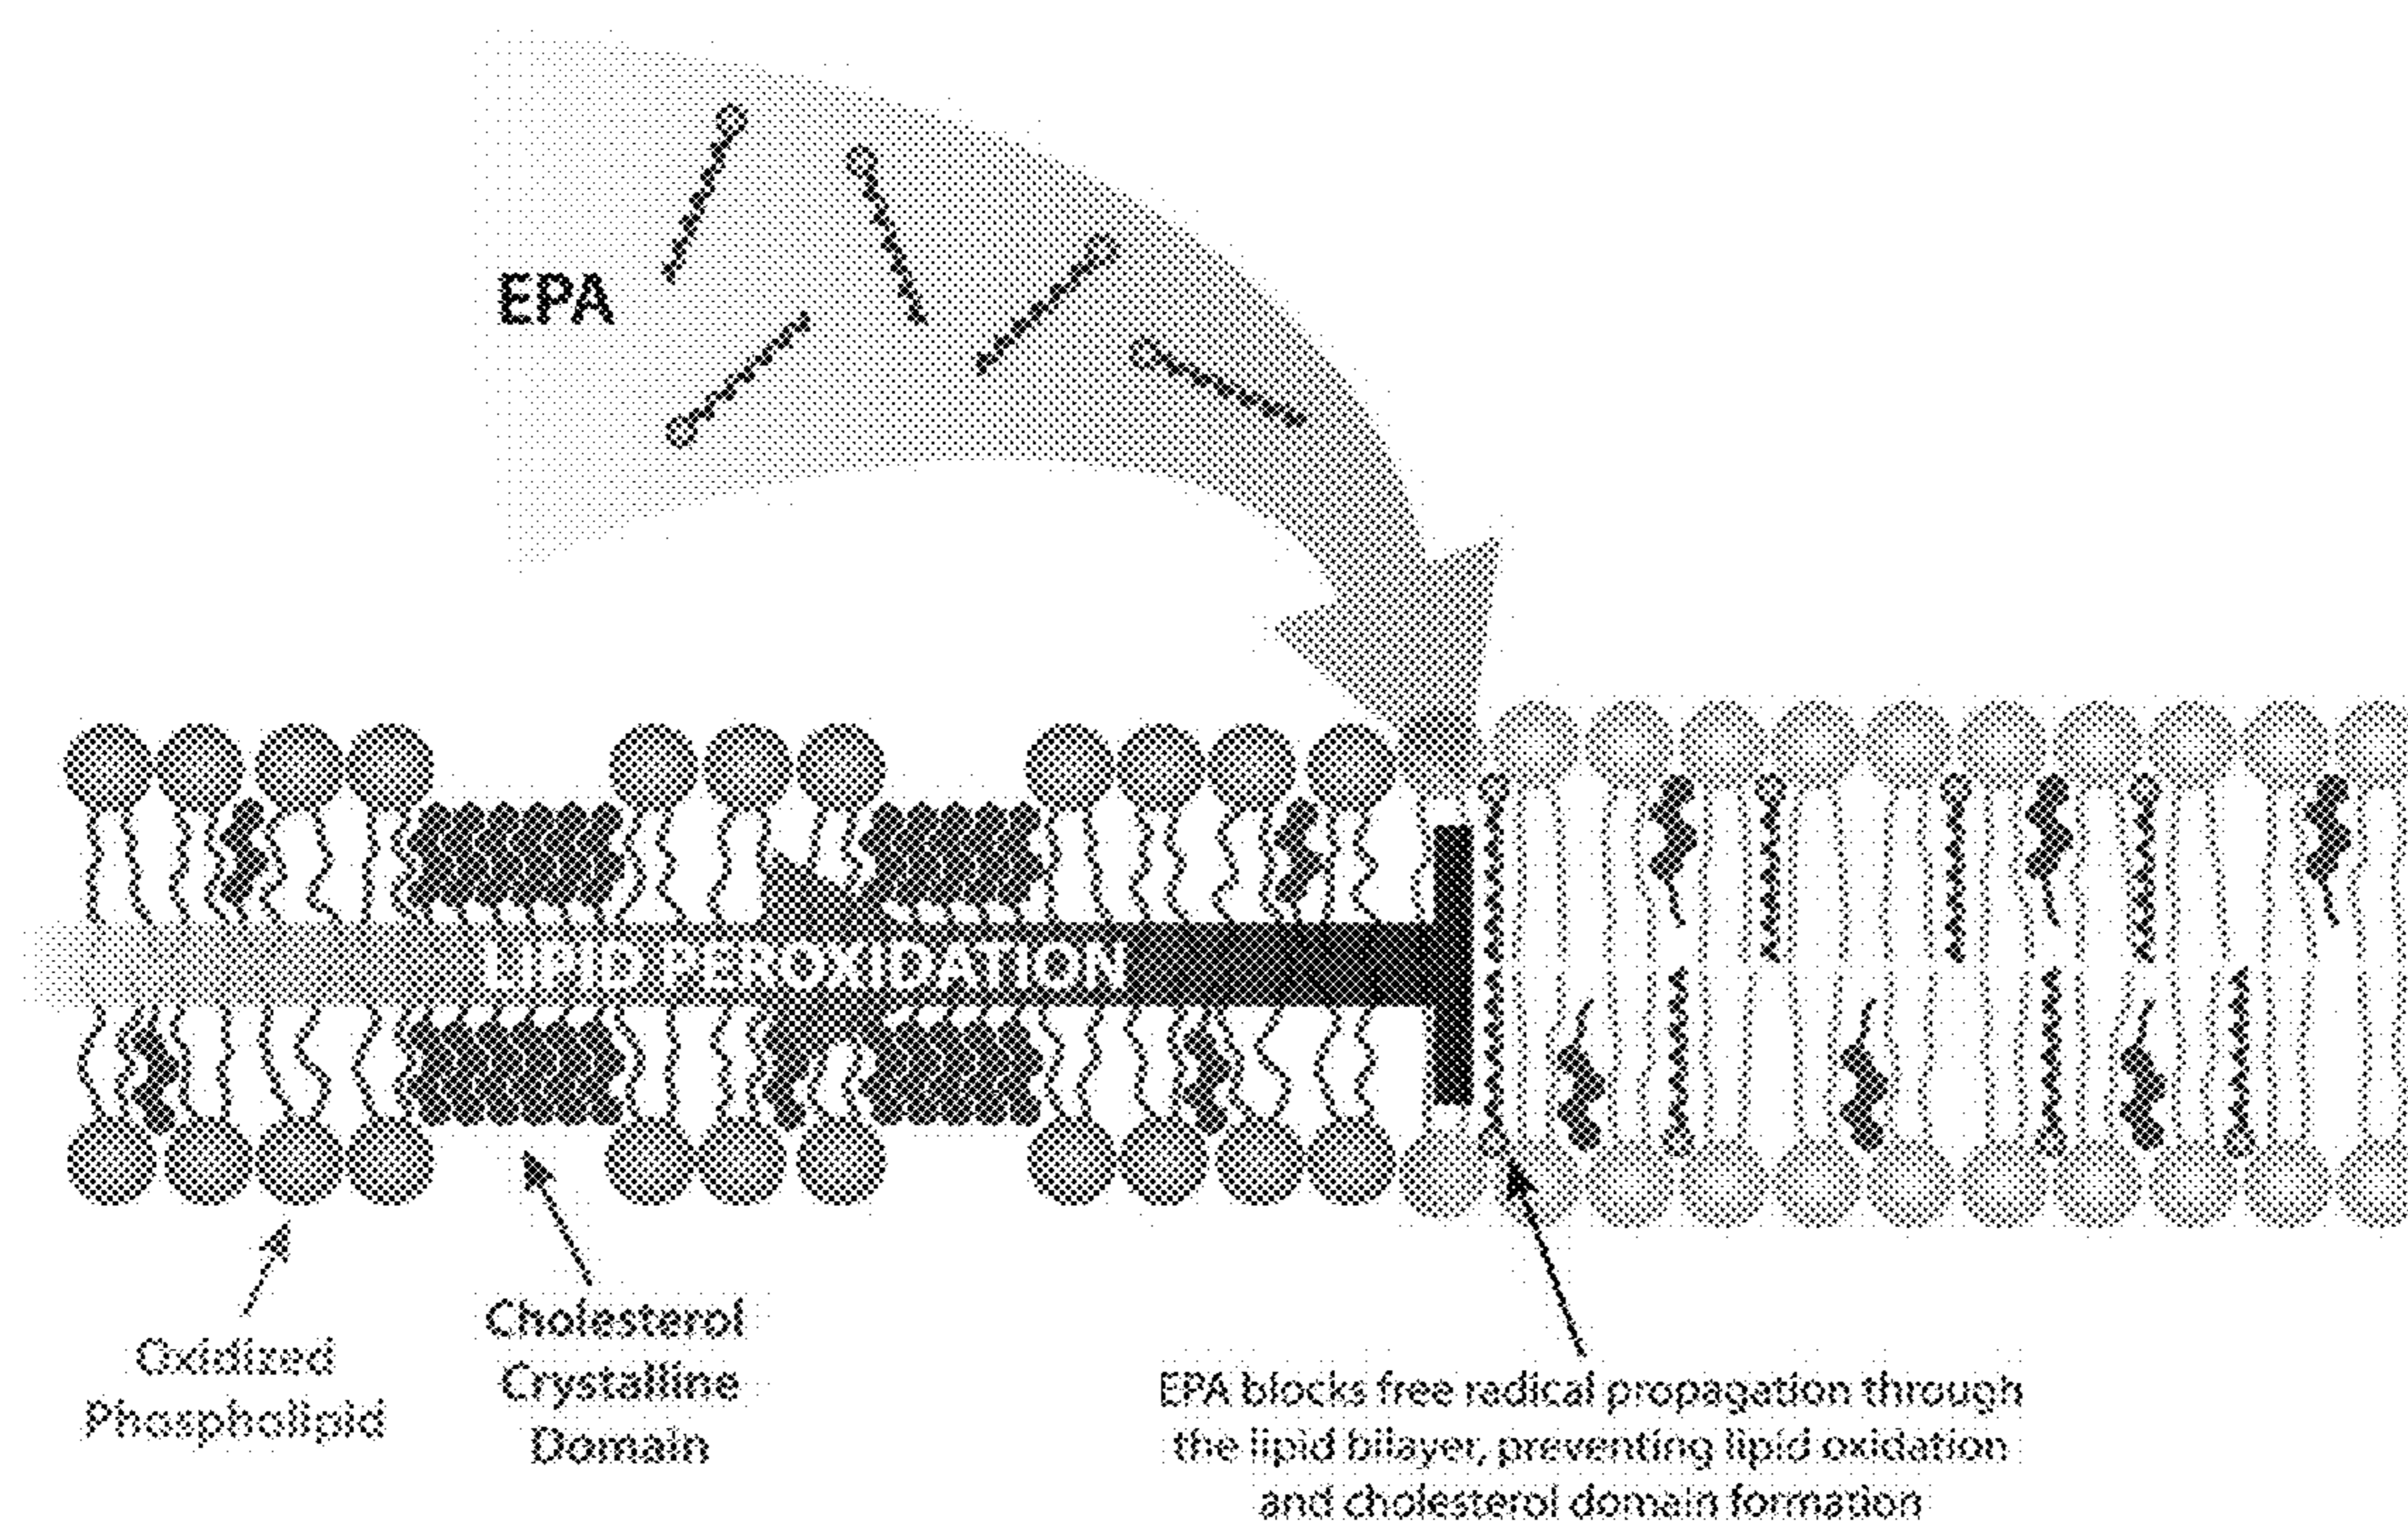 EPA
LIPID PEROXIDATION
Oxidized
Phospholipid
Cholesterol
Crystalline
Domain
EPA blocks free radical propagation through
the lipid bilayer, preventing lipid oxidation
and cholesterol domain formation